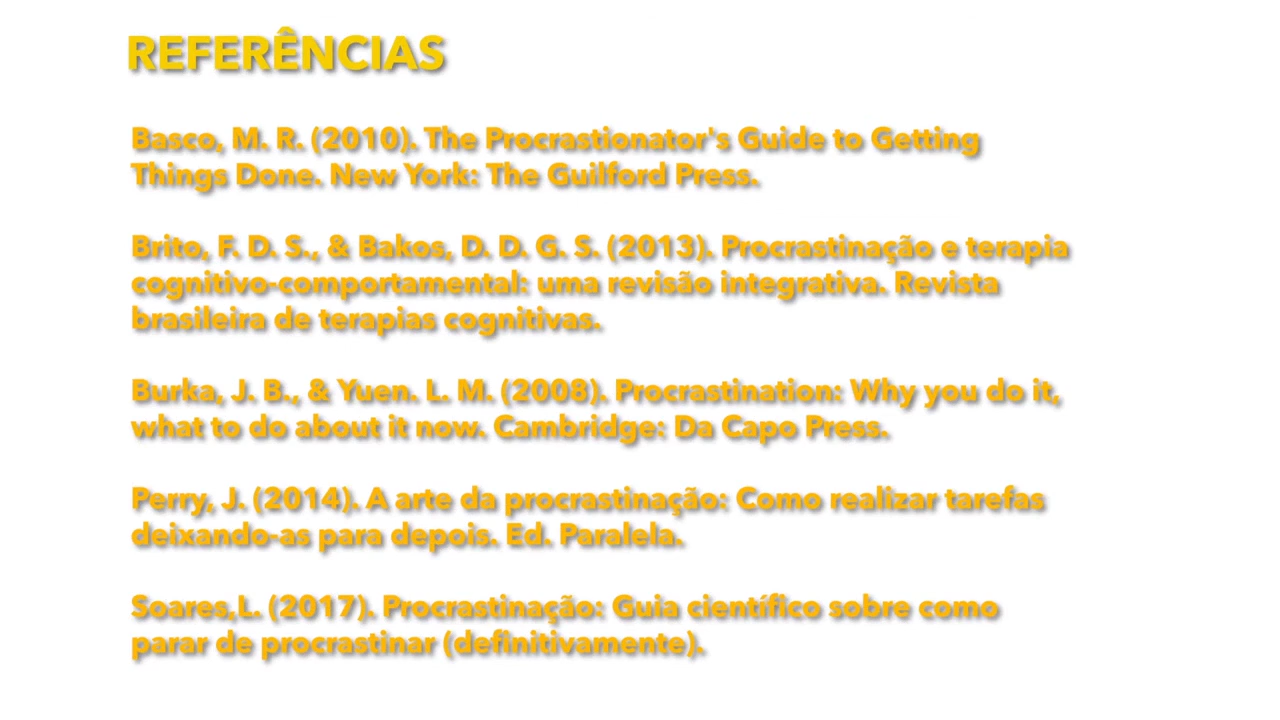 REFERÊNCIAS
Basco, M. R. (2010). The Procrastionator's Guide to Getting
Things Done. New York: The Guilford Press.
Brito, F. D. S., & Bakos, D. D. G. S. (2013). Procrastinação e terapia
cognitivo-comportamental: uma revisão integrativa. Revista
brasileira de terapias cognitivas.
Burka, J. B., & Yuen. L. M. (2008). Procrastination: Why you do it,
what to do about it now. Cambridge: Da Capo Press.
Perry, J. (2014). A arte da procrastinação: Como realizar tarefas
deixando-as para depois. Ed. Paralela.
Soares,L. (2017). Procrastinação: Guia científico sobre como
parar de procrastinar (definitivamente).